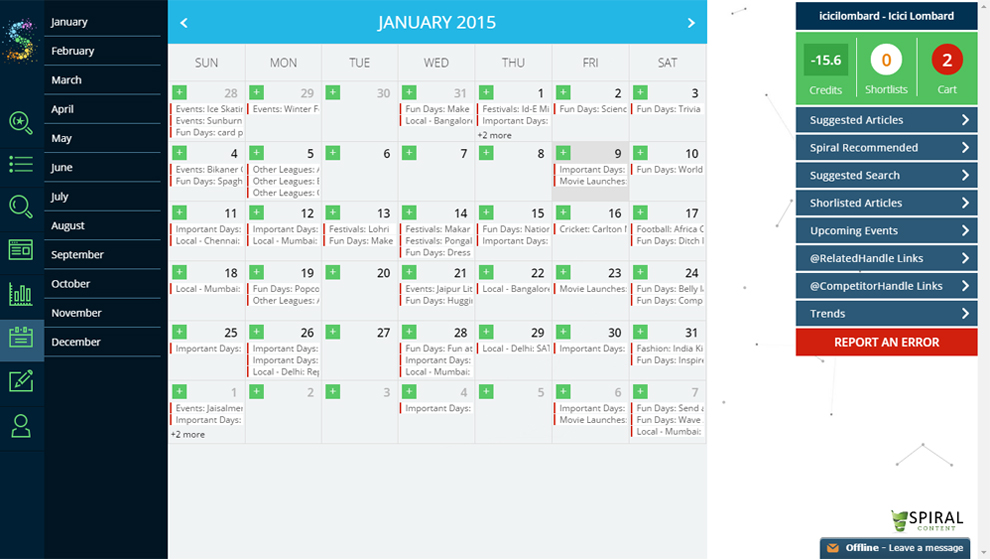 January
February
March
April
May
June
July
August
September
October
November
December
JANUARY 2015
SUN MON TUE WED THU FRI SAT
28 29 30 31 1 2 3
Events: Ice Skatin
Events: Sunburn
Fun Days: card p
Events: Winter F
Fun Days: Make
Local - Bangalore
Festivals: Id-E Mi
Important Days:
+2 more
Fun Days: Scienc
Fun Days: Trivia
4 5 6 7 8 9 10
Events: Bikaner
Fun Days: Spagh
Other Leagues:
Other Leagues:
Other Leagues:
Important Days:
Movie Launches:
Fun Days: World
11 12 13 14 15 16 17
Important Days:
Local - Chennai:
Important Days:
Local - Mumbai:
Festivals: Lohri
Fun Days: Make
Festivals: Makar
Festivals: Pongal
Fun Days: Dress
Fun Days: Nation
Important Days:
Cricket: Carlton
Football: Africa C
Fun Days: Ditch
18 19 20 21 22 23 24
Local - Mumbai:
Fun Days: Popco
Other Leagues:
Events: Jaipur Lit
Fun Days: Huggi
Local - Bangalore
Movie Launches:
Fun Days: Belly
Fun Days: Comp
25 26 27 28 29 30 31
Important Days:
Important Days:
Important Days:
Local - Delhi: Re
Fun Days: Fun at
Important Days:
Local - Mumbai:
Local - Delhi: SAT
Important Days:
Fashion: India Ki
Fun Days: Inspire
1 2 3 4 5 6 7
Events: Jaisalme
Important Days:
+2 more
Important Days:
Important Days:
Movie Launches:
Fun Days: Send a
Fun Days: Wave
Local - Mumbai:
icicilombard - Icici Lombard
-15.6 0 2
Credits Shortlists Cart
Suggested Articles
Spiral Recommended
Suggested Search
Shorlisted Articles
Upcoming Events
@RelatedHandle Links
@CompetitorHandle Links
Trends
REPORT AN ERROR
SPIRAL
CONTENT
Offline - Leave a message